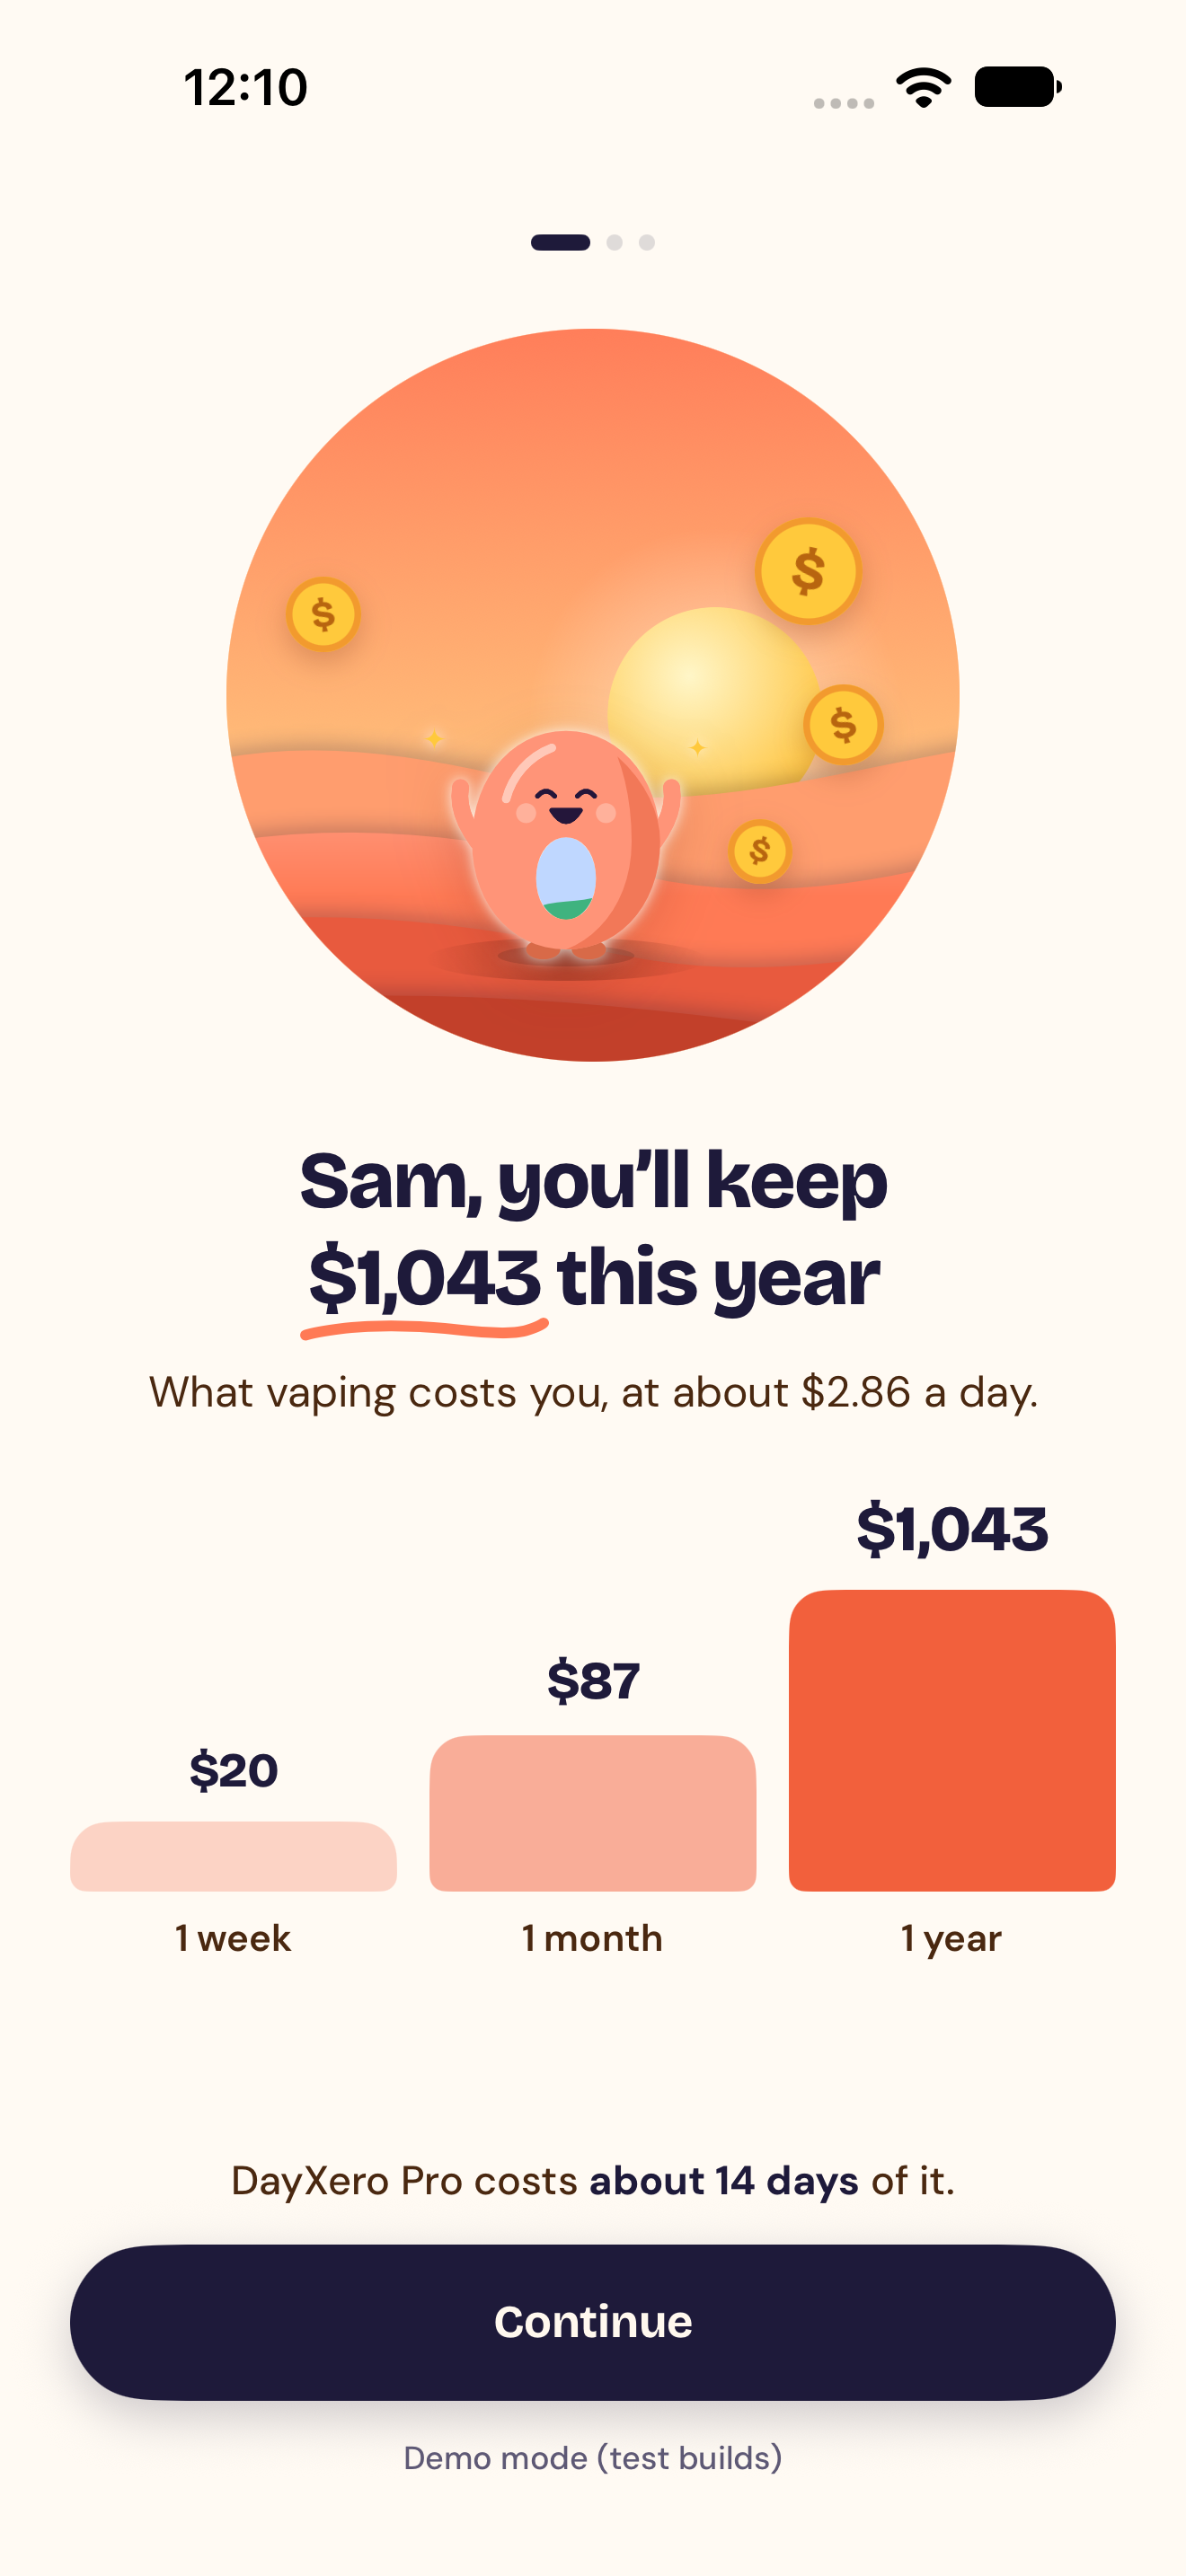 12:10
$
$
$
$
Sam, you’ll keep
$1,043 this year
What vaping costs you, at about $2.86 a day.
$1,043
$87
$20
1 week
1 month
1 year
DayXero Pro costs about 14 days of it.
Continue
Demo mode (test builds)